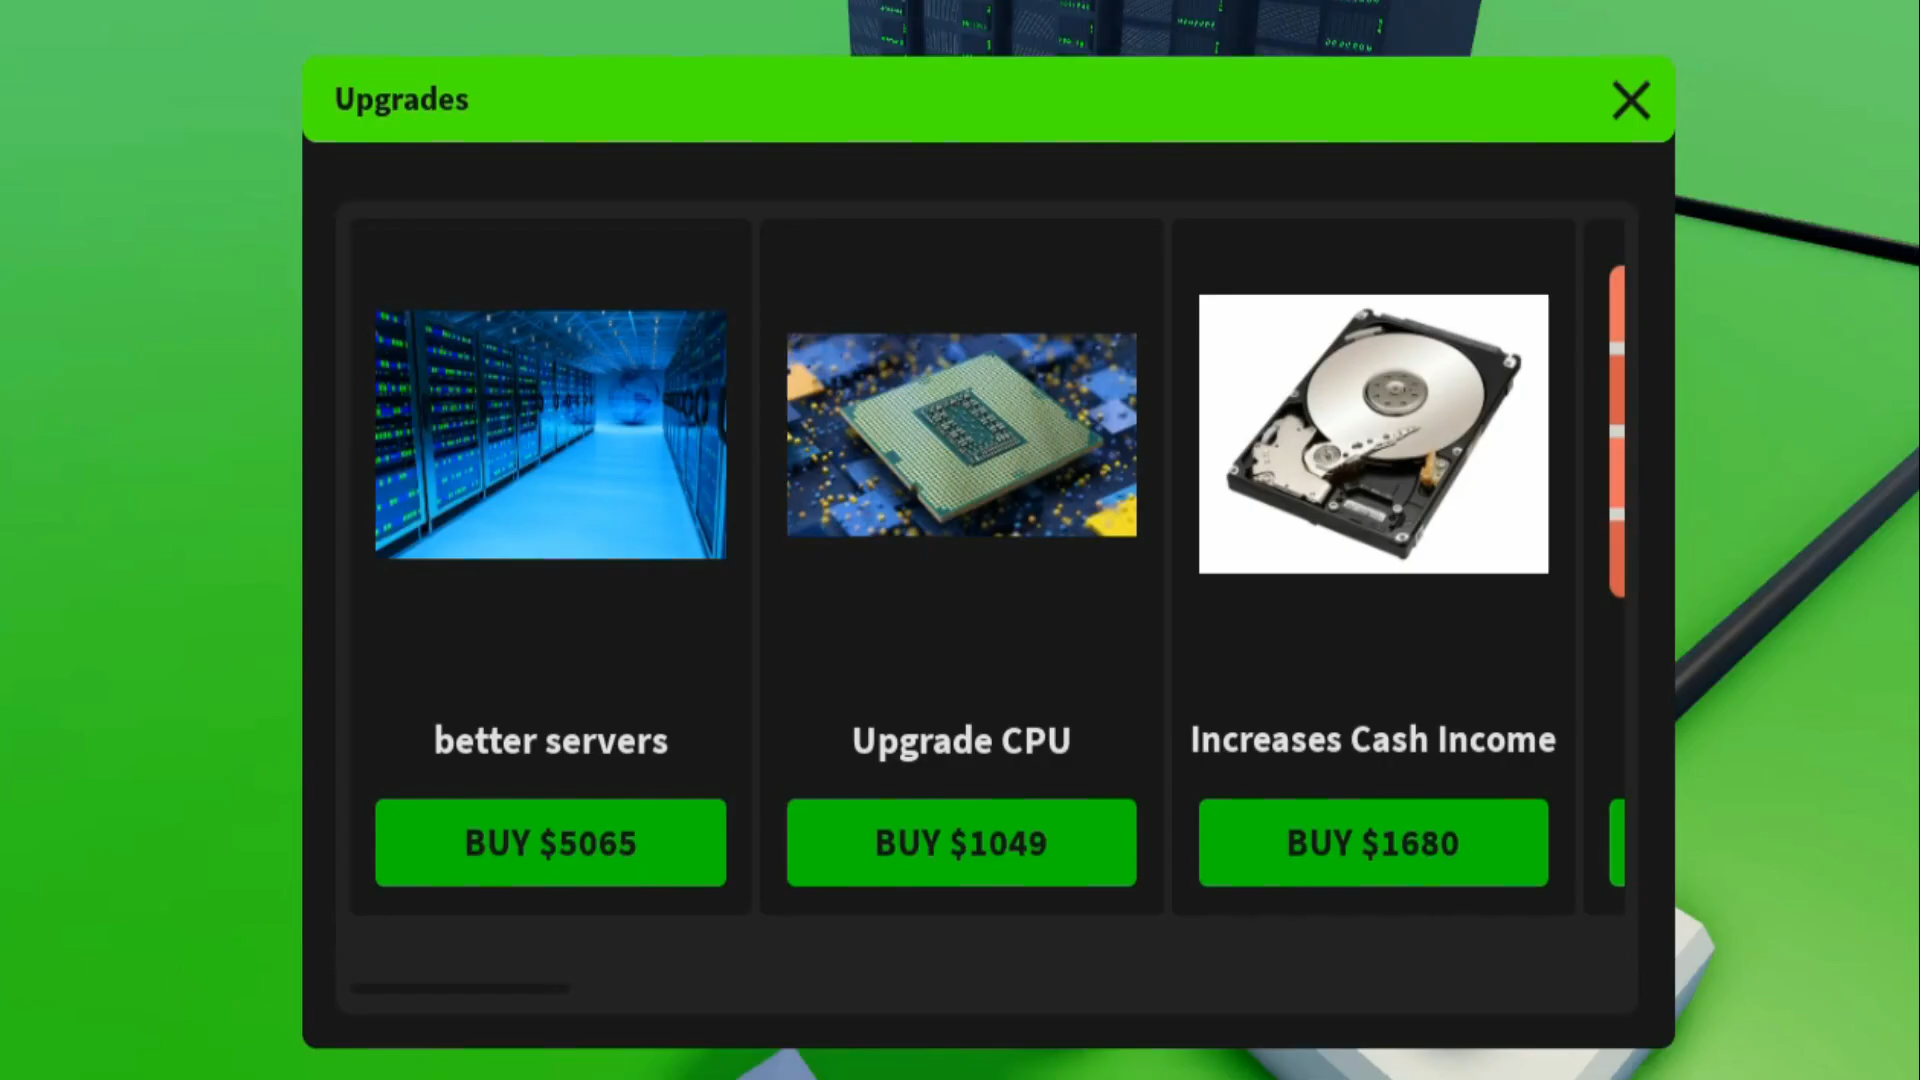 Upgrades
better servers
Upgrade CPU
Increases Cash Income
BUY $5065
BUY $1049
BUY $1680